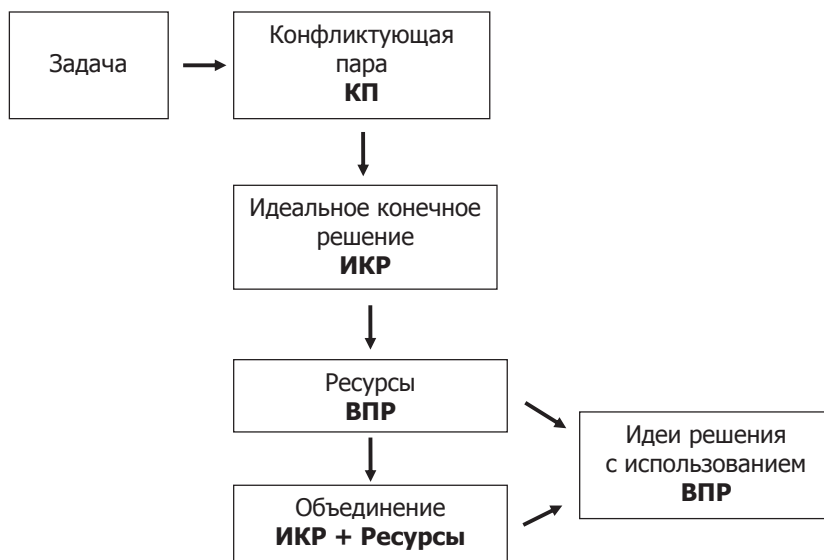 Задача
Конфликтующая
пара
КП
Идеальное конечное
решение
ИКР
Ресурсы
ВПР
Объединение
ИКР + Ресурсы
Идеи решения
с использованием
ВПР